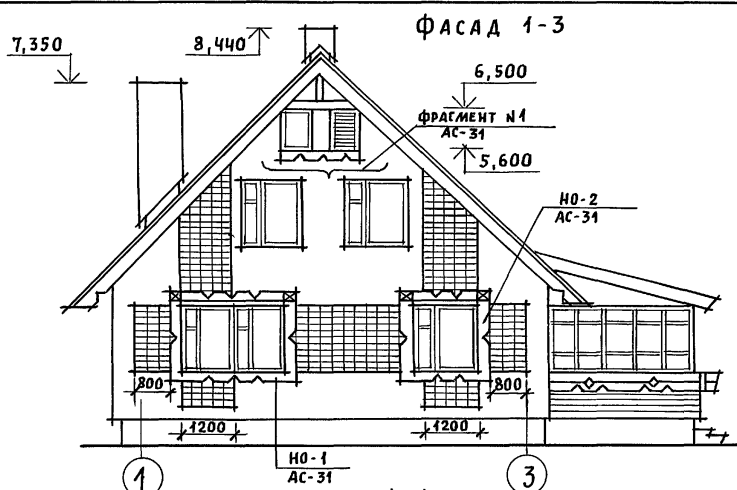 ФАСАД 1-3
7,350
8,440
6,500
ФРАГМЕНТ N1
АС-31
5,600
НО-2
АС-31
800
800
1200
1200
НО-1
АС-31
1
3